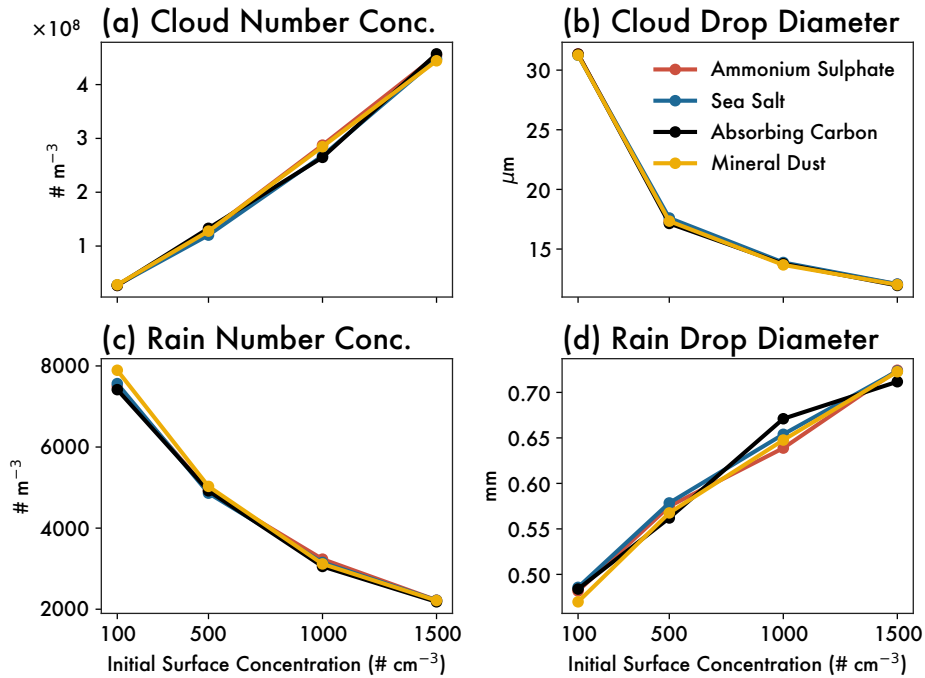 (a) Cloud Number Conc.
×10⁸
4
3
2
1
# m⁻³
(b) Cloud Drop Diameter
30
25
20
15
μm
Ammonium Sulphate
Sea Salt
Absorbing Carbon
Mineral Dust
(c) Rain Number Conc.
8000
6000
4000
2000
# m⁻³
100 500 1000 1500
Initial Surface Concentration (# cm⁻³)
(d) Rain Drop Diameter
0.70
0.65
0.60
0.55
0.50
mm
100 500 1000 1500
Initial Surface Concentration (# cm⁻³)